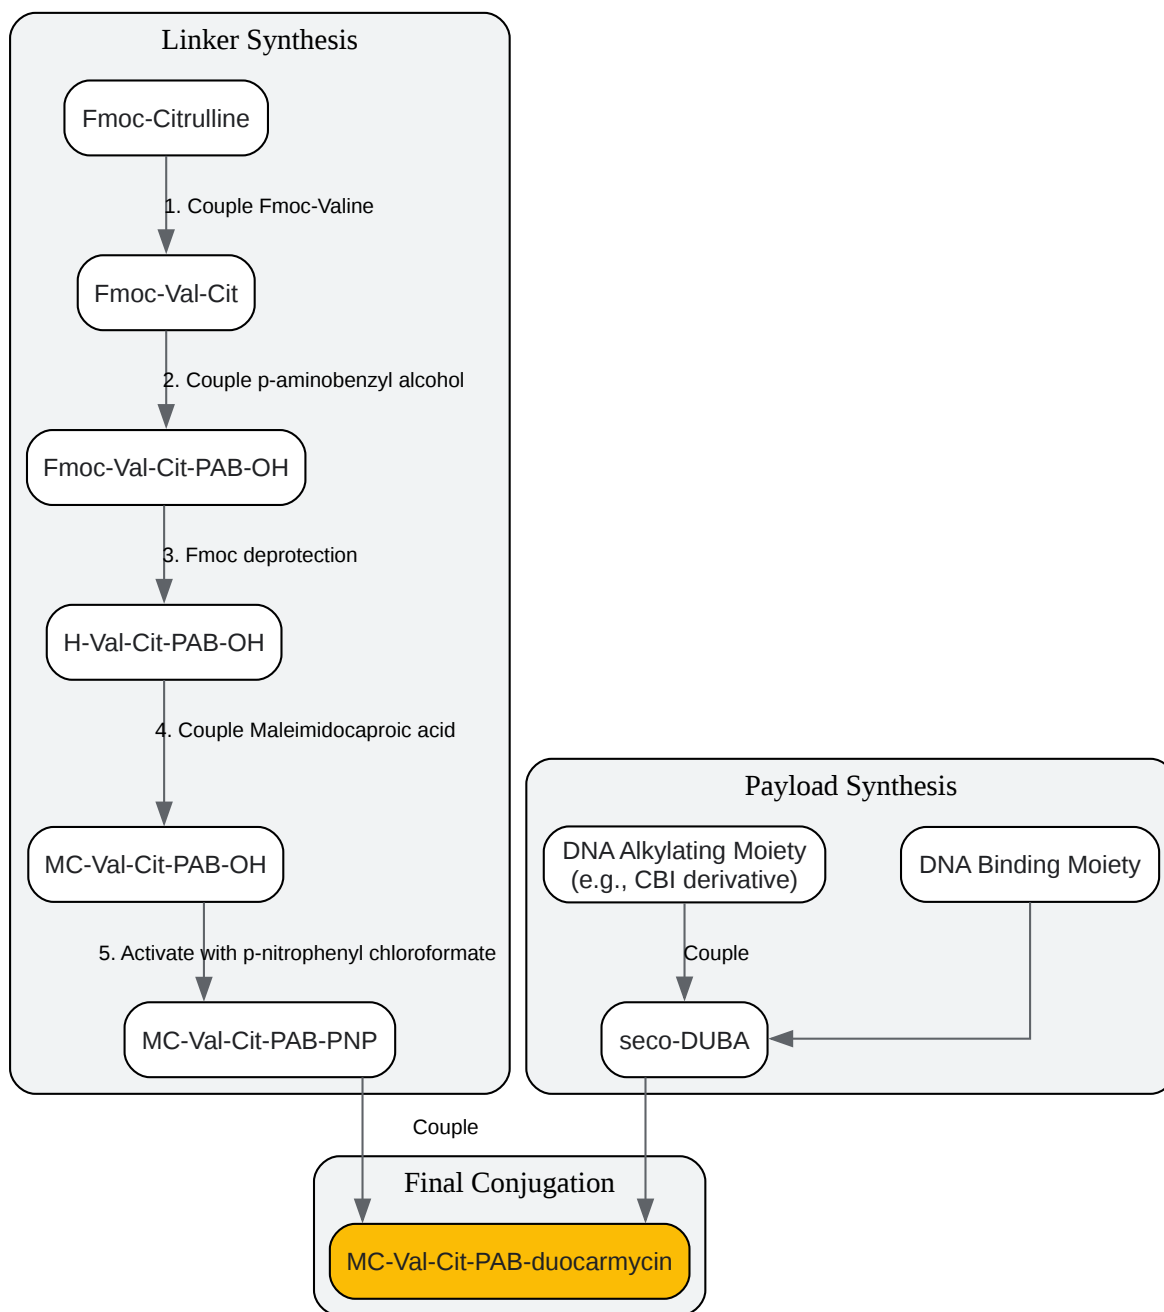 Linker Synthesis
Fmoc-Citrulline
1. Couple Fmoc-Valine
Fmoc-Val-Cit
2. Couple p-aminobenzyl alcohol
Fmoc-Val-Cit-PAB-OH
3. Fmoc deprotection
H-Val-Cit-PAB-OH
4. Couple Maleimidocaproic acid
MC-Val-Cit-PAB-OH
5. Activate with p-nitrophenyl chloroformate
MC-Val-Cit-PAB-PNP
Payload Synthesis
DNA Alkylating Moiety
(e.g., CBI derivative)
DNA Binding Moiety
Couple
seco-DUBA
Couple
Final Conjugation
MC-Val-Cit-PAB-duocarmycin